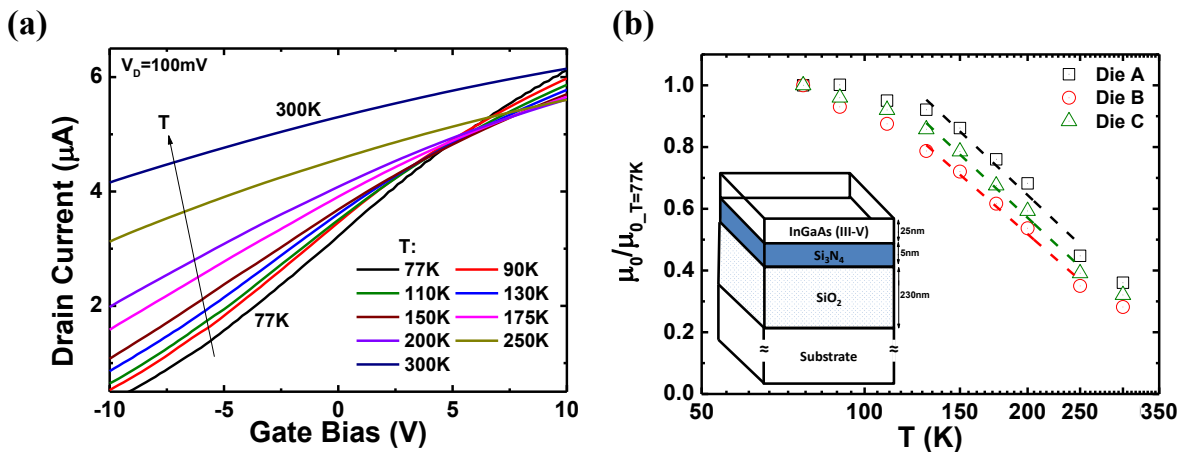 (a)
V_D=100mV
300K
T
77K
T:
77K 90K
110K 130K
150K 175K
200K 250K
300K
6
4
2
-10 -5 0 5 10
Gate Bias (V)
Drain Current (μA)
(b)
Die A
Die B
Die C
1.0
0.8
0.6
0.4
0.2
0.0
μ₀/μ₀_T=77K
InGaAs (III-V)
25nm
Si₃N₄
5nm
SiO₂
230nm
≈ ≈
Substrate
50 100 150 200 250 350
T (K)